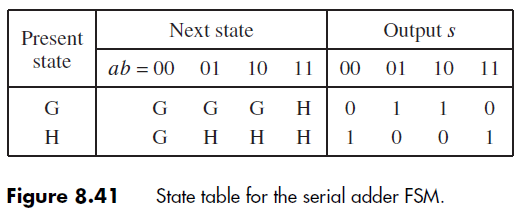 Present state Next state Output s
ab = 00 01 10 11 00 01 10 11
G G G G H 0 1 1 0
H G H H H 1 0 0 1
Figure 8.41 State table for the serial adder FSM.